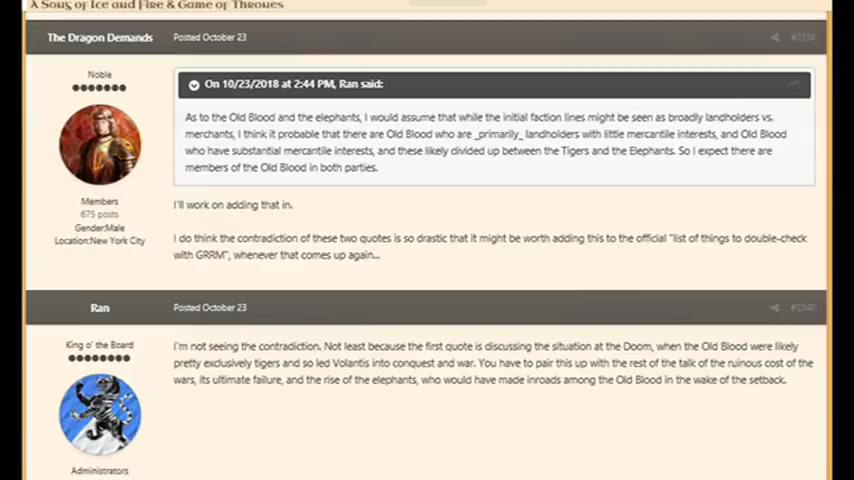 A Song of Ice and Fire & Game of Thrones
The Dragon Demands
Posted October 23
#2139
Noble
On 10/23/2018 at 2:44 PM, Ran said:
As to the Old Blood and the elephants, I would assume that while the initial faction lines might be seen as broadly landholders vs.
merchants, I think it probable that there are Old Blood who are _primarily_ landholders with little mercantile interests, and Old Blood
who have substantial mercantile interests, and these likely divided up between the Tigers and the Elephants. So I expect there are
members of the Old Blood in both parties.
Members
675 posts
Gender:Male
Location:New York City
I'll work on adding that in.
I do think the contradiction of these two quotes is so drastic that it might be worth adding this to the official "list of things to double-check
with GRRM", whenever that comes up again...
Ran
Posted October 23
#2140
King o' the Board
I'm not seeing the contradiction. Not least because the first quote is discussing the situation at the Doom, when the Old Blood were likely
pretty exclusively tigers and so led Volantis into conquest and war. You have to pair this up with the rest of the talk of the ruinous cost of the
wars, its ultimate failure, and the rise of the elephants, who would have made inroads among the Old Blood in the wake of the setback.
Administrators